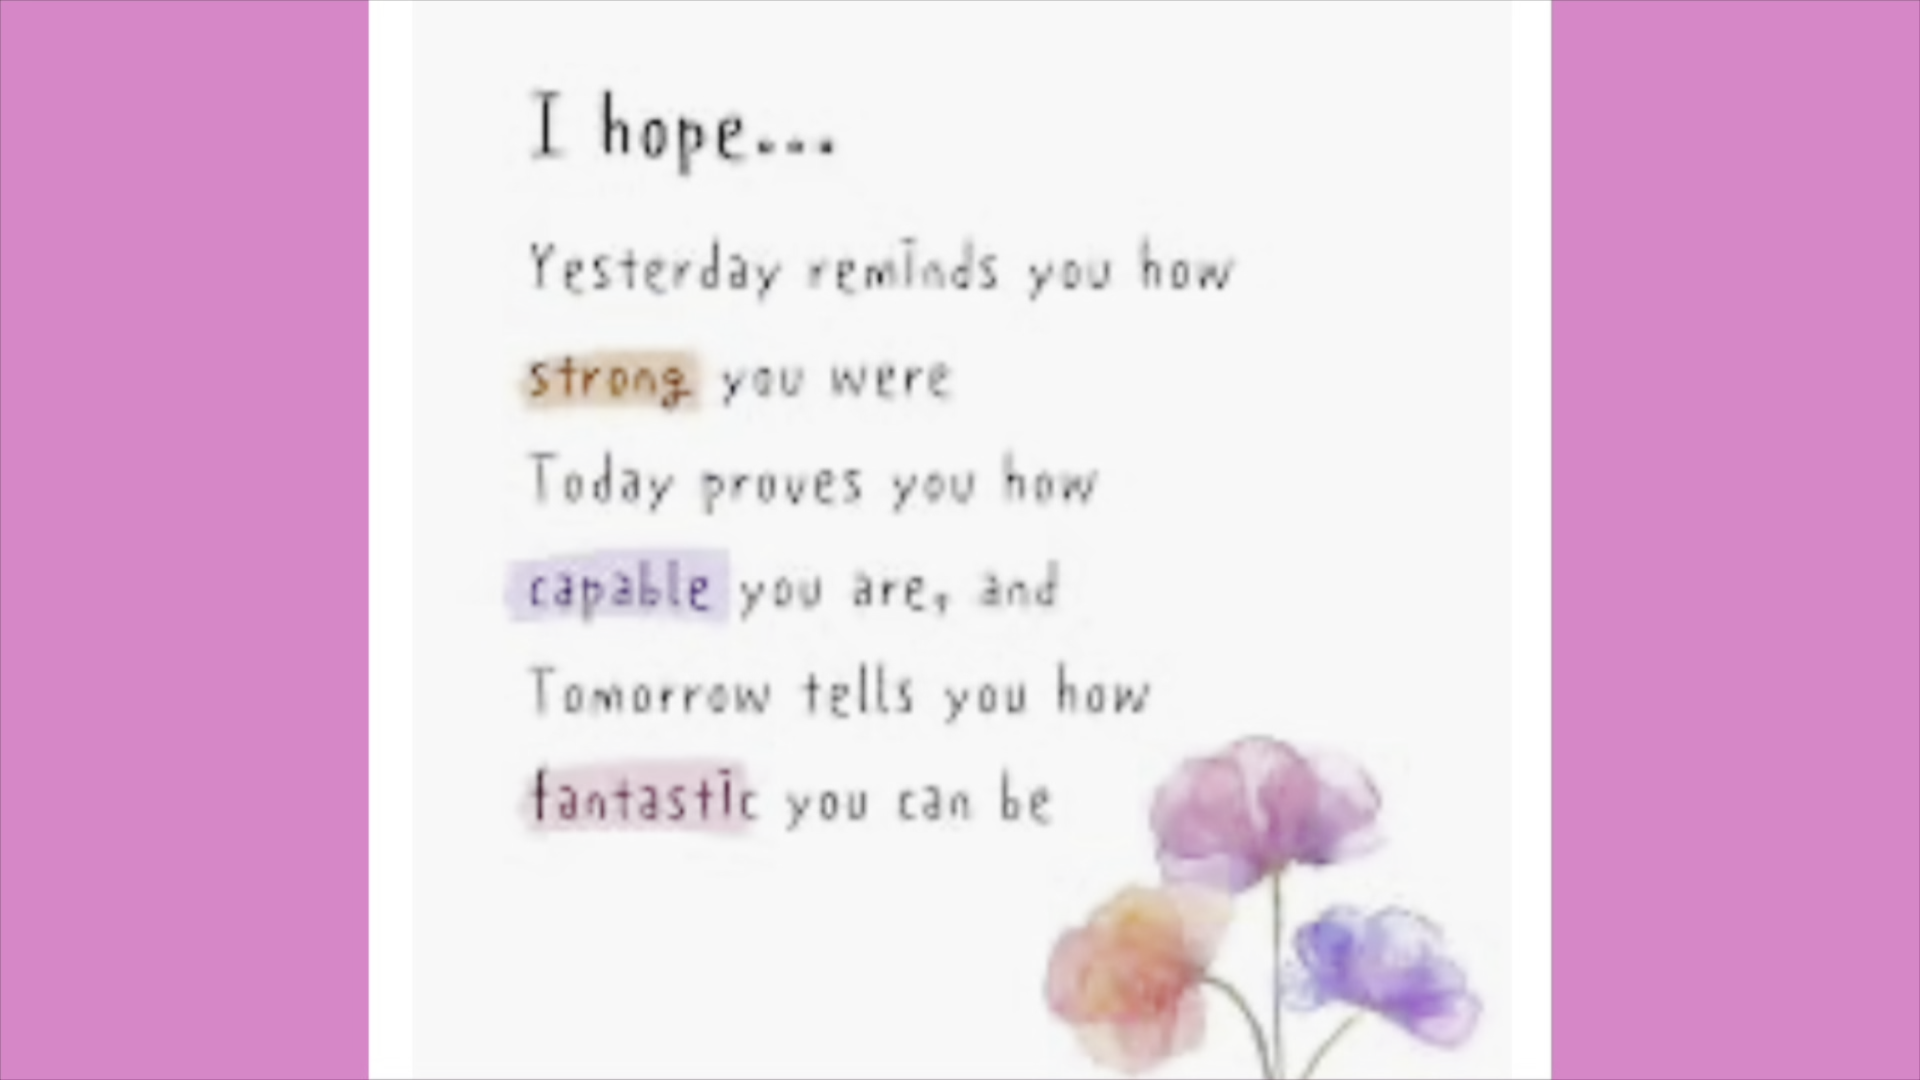 I hope...
Yesterday reminds you how
strong you were
Today proves you how
capable you are, and
Tomorrow tells you how
fantastic you can be